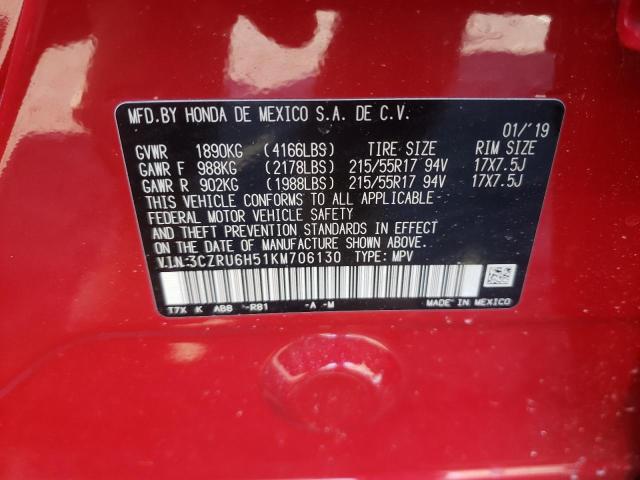 MFD.BY HONDA DE MEXICO S.A. DE C.V.
01/'19
GVWR 1890KG (4166LBS) TIRE SIZE RIM SIZE
GAWR F 988KG (2178LBS) 215/55R17 94V 17X7.5J
GAWR R 902KG (1988LBS) 215/55R17 94V 17X7.5J
THIS VEHICLE CONFORMS TO ALL APPLICABLE
FEDERAL MOTOR VEHICLE SAFETY
AND THEFT PREVENTION STANDARDS IN EFFECT
ON THE DATE OF MANUFACTURE SHOWN ABOVE.
V.I.N:3CZRU6H51KM706130 TYPE: MPV
T7X K ABB -R81 -A -M MADE IN MEXICO